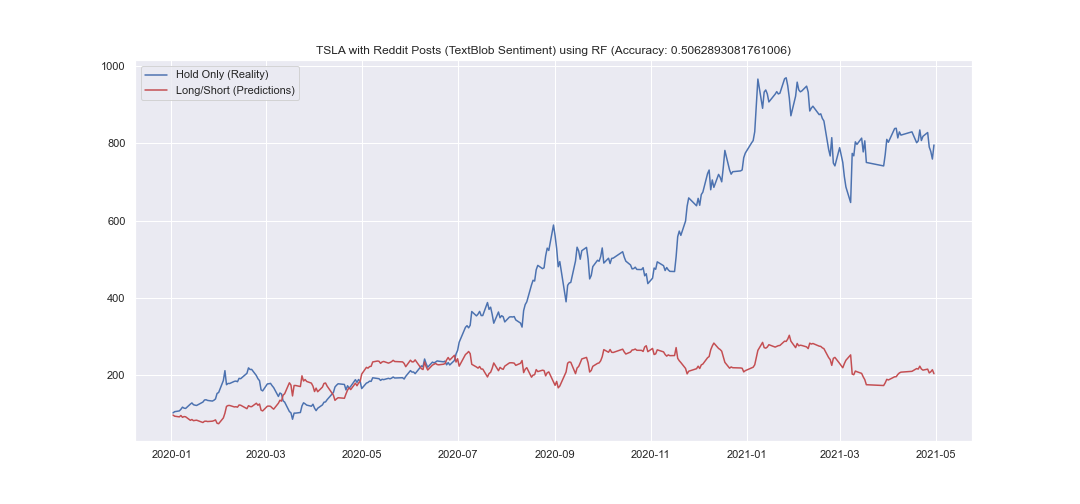 TSLA with Reddit Posts (TextBlob Sentiment) using RF (Accuracy: 0.5062893081761006)
Hold Only (Reality)
Long/Short (Predictions)
1000
800
600
400
200
2020-01 2020-03 2020-05 2020-07 2020-09 2020-11 2021-01 2021-03 2021-05